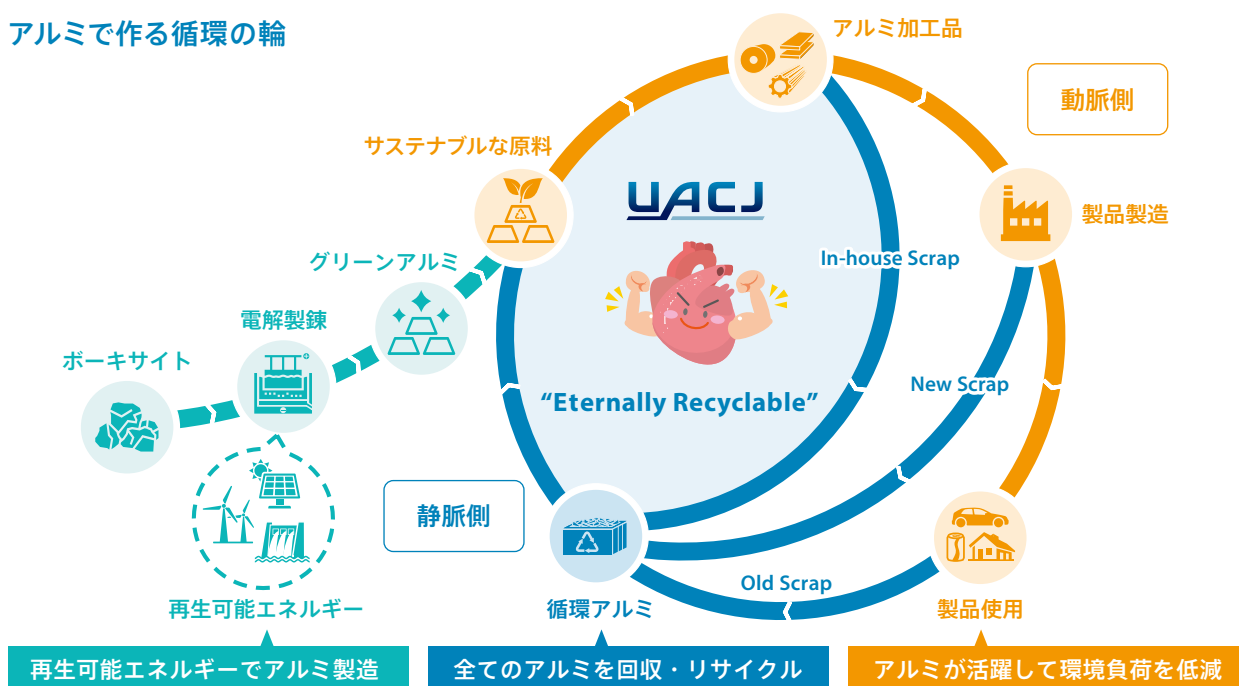 アルミで作る循環の輪
アルミ加工品
動脈側
サステナブルな原料
UACJ
製品製造
In-house Scrap
グリーンアルミ
電解製錬
ボーキサイト
New Scrap
“Eternally Recyclable”
静脈側
Old Scrap
再生可能エネルギー
循環アルミ
製品使用
再生可能エネルギーでアルミ製造
全てのアルミを回収・リサイクル
アルミが活躍して環境負荷を低減